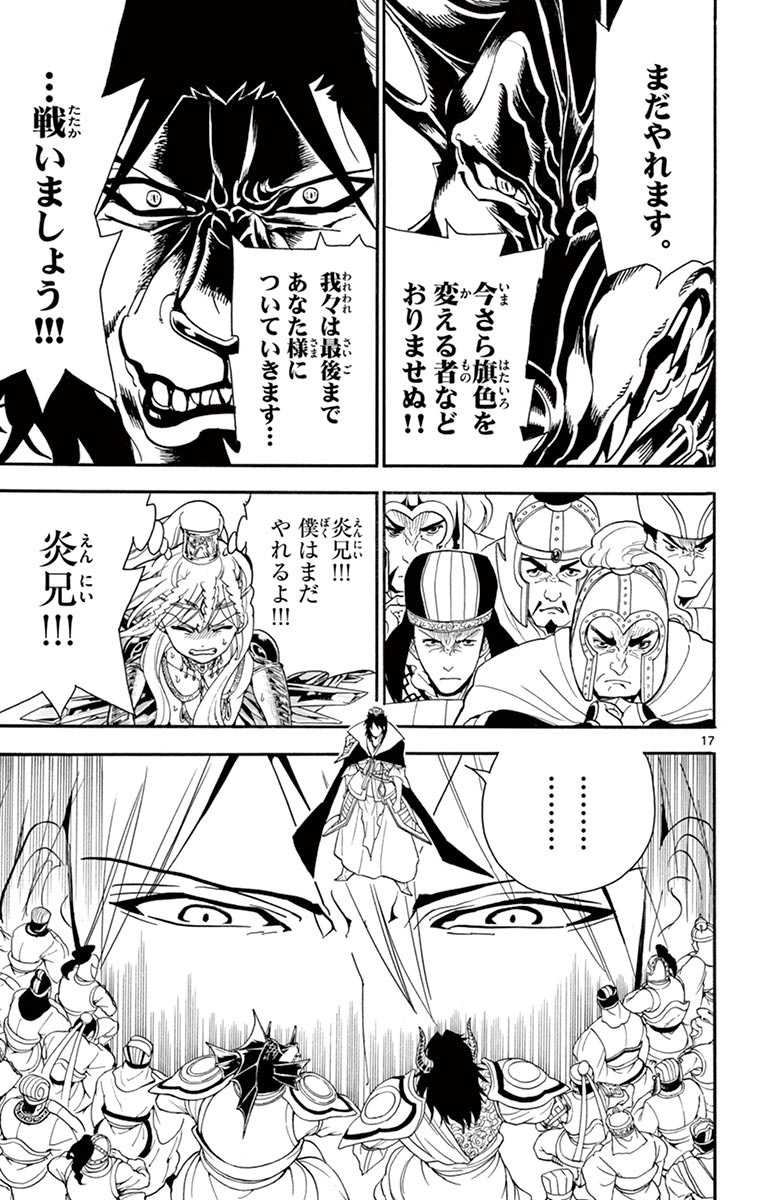 まだやれます。
今さら旗色を
変える者など
おりませぬ!!
我々は最後まで
あなた様に
ついていきます…
…戦いましょう!!!
炎兄!!!
僕はまだ
やれるよ!!!
炎兄!!!
17
………